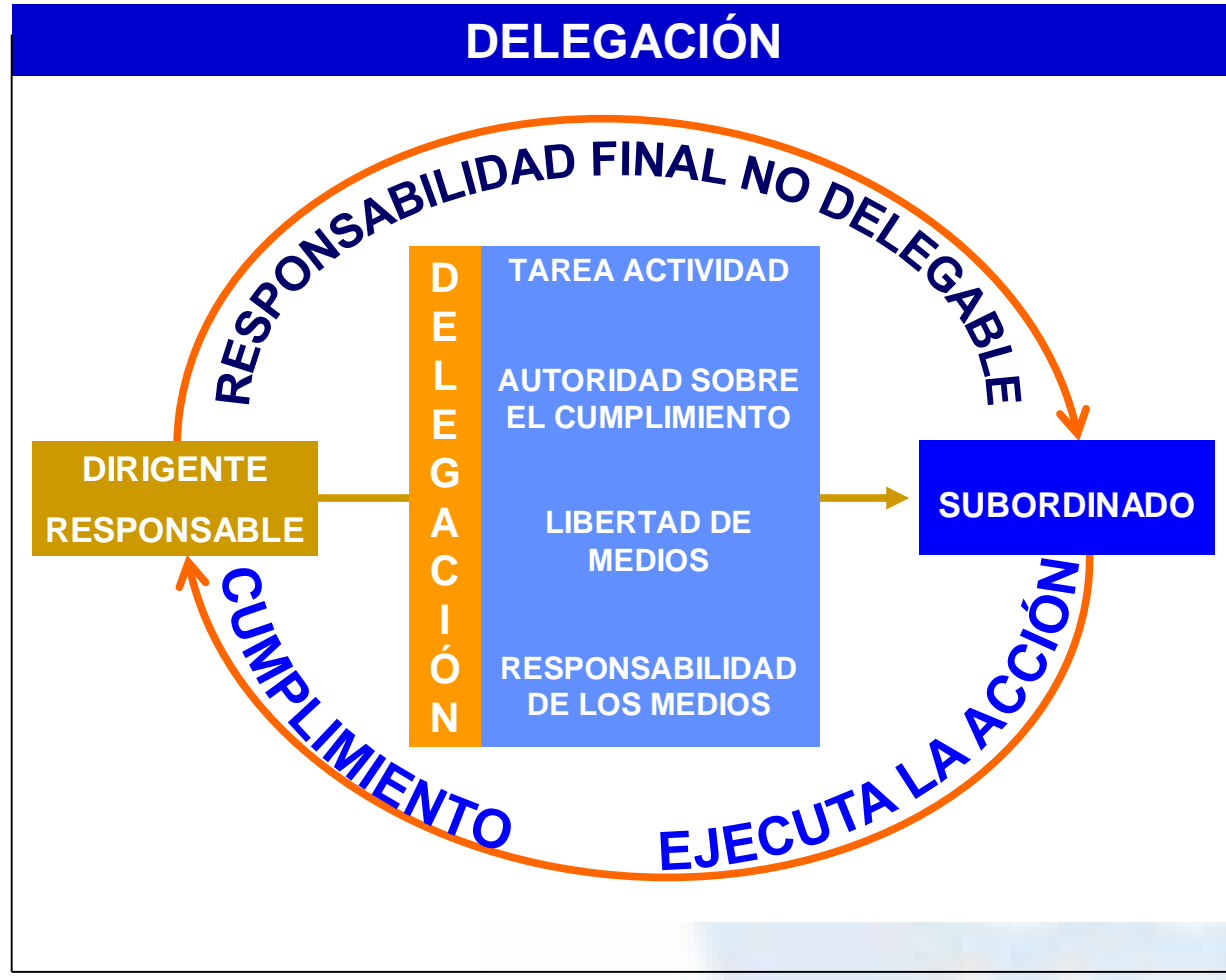 DELEGACIÓN
RESPONSABILIDAD FINAL NO DELEGABLE
DIRIGENTE
RESPONSABLE
DELEGACIÓN
TAREA ACTIVIDAD
AUTORIDAD SOBRE
EL CUMPLIMIENTO
LIBERTAD DE
MEDIOS
RESPONSABILIDAD
DE LOS MEDIOS
SUBORDINADO
CUMPLIMIENTO
EJECUTA LA ACCIÓN